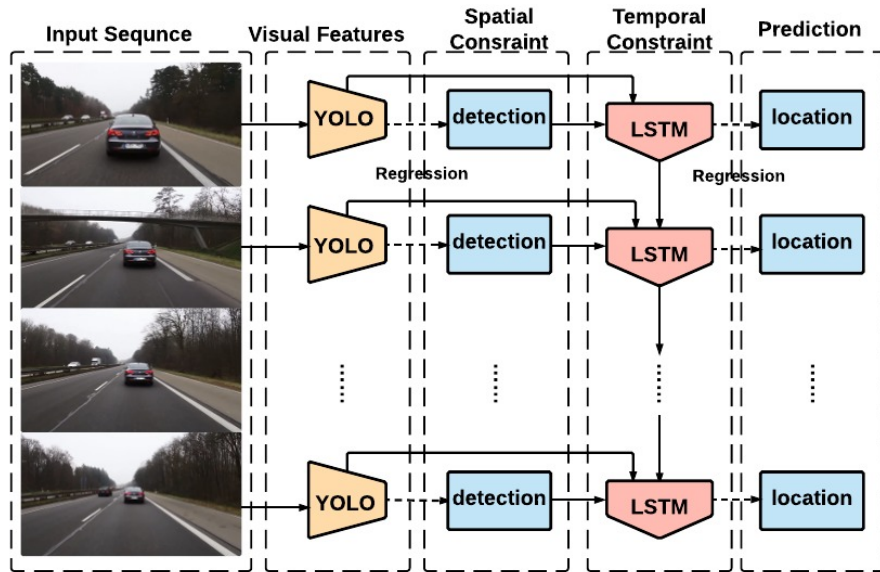 Input Sequnce
Visual Features
Spatial
Consraint
Temporal
Constraint
Prediction
YOLO
detection
LSTM
location
Regression
Regression
YOLO
detection
LSTM
location
YOLO
detection
LSTM
location